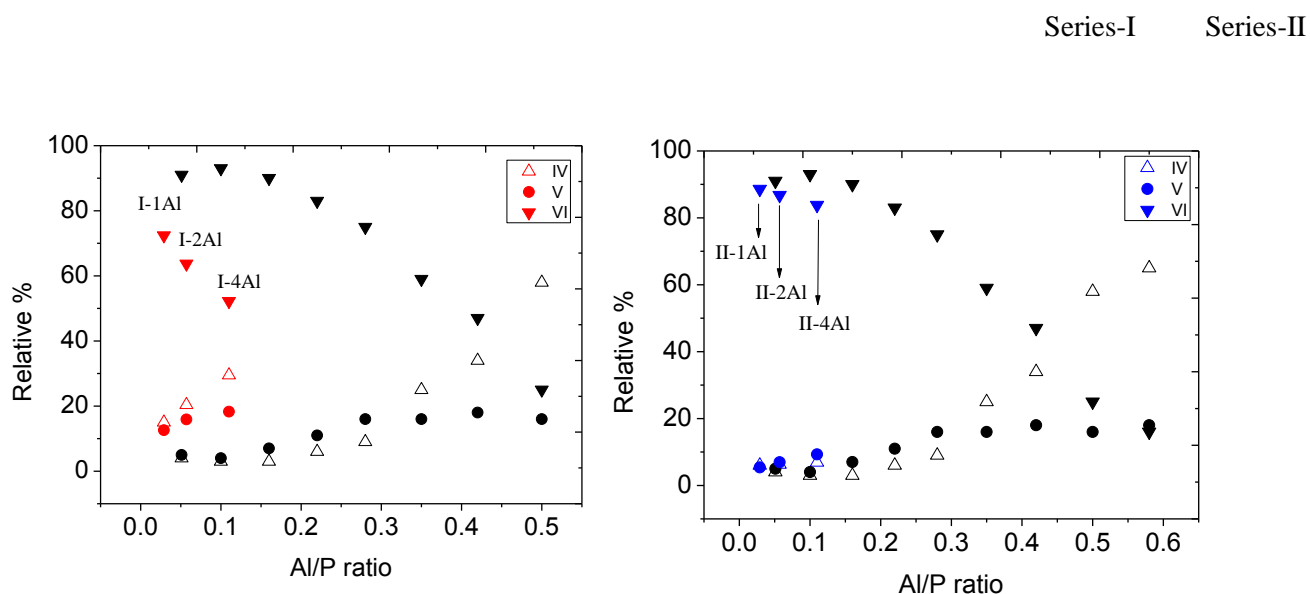 Series-I Series-II
100
80
60
40
20
0
Relative %
I-1Al
I-2Al
I-4Al
IV
V
VI
0.0 0.1 0.2 0.3 0.4 0.5
Al/P ratio
100
80
60
40
20
0
Relative %
II-1Al
II-2Al
II-4Al
IV
V
VI
0.0 0.1 0.2 0.3 0.4 0.5 0.6
Al/P ratio